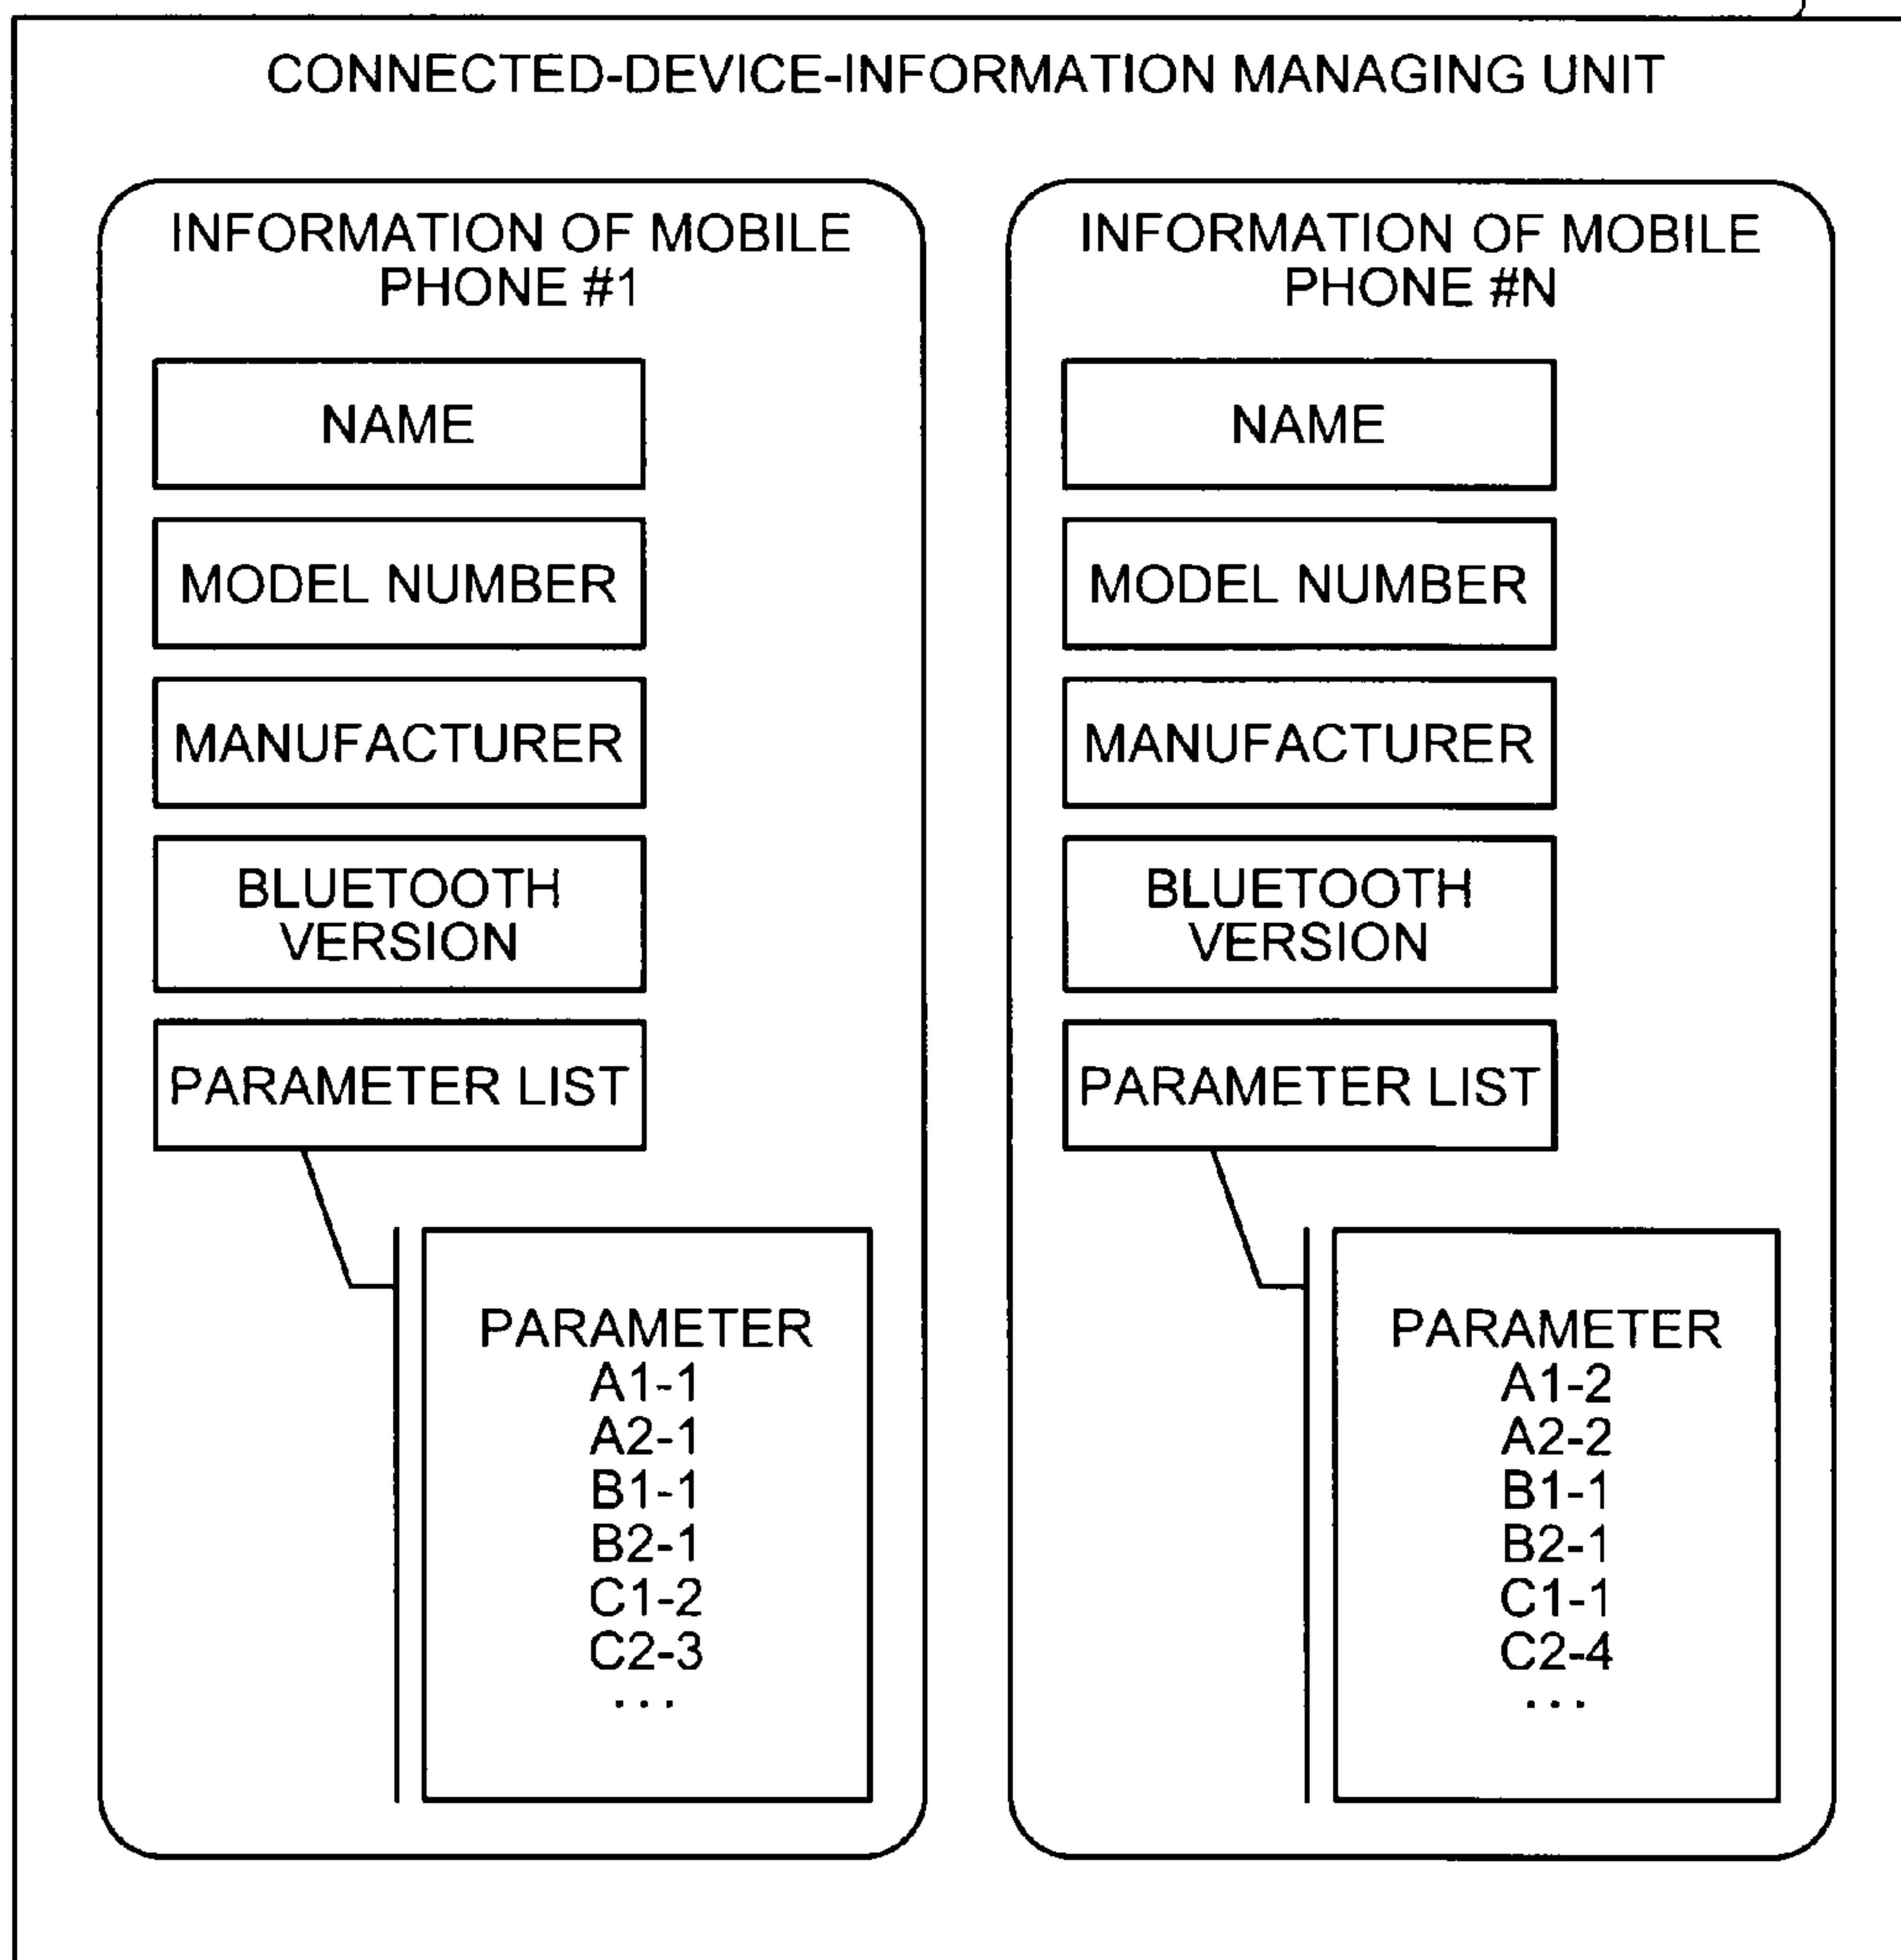 CONNECTED-DEVICE-INFORMATION MANAGING UNIT
INFORMATION OF MOBILE
PHONE #1
NAME
MODEL NUMBER
MANUFACTURER
BLUETOOTH
VERSION
PARAMETER LIST
PARAMETER
A1-1
A2-1
B1-1
B2-1
C1-2
C2-3
...
INFORMATION OF MOBILE
PHONE #N
NAME
MODEL NUMBER
MANUFACTURER
BLUETOOTH
VERSION
PARAMETER LIST
PARAMETER
A1-2
A2-2
B1-1
B2-1
C1-1
C2-4
...